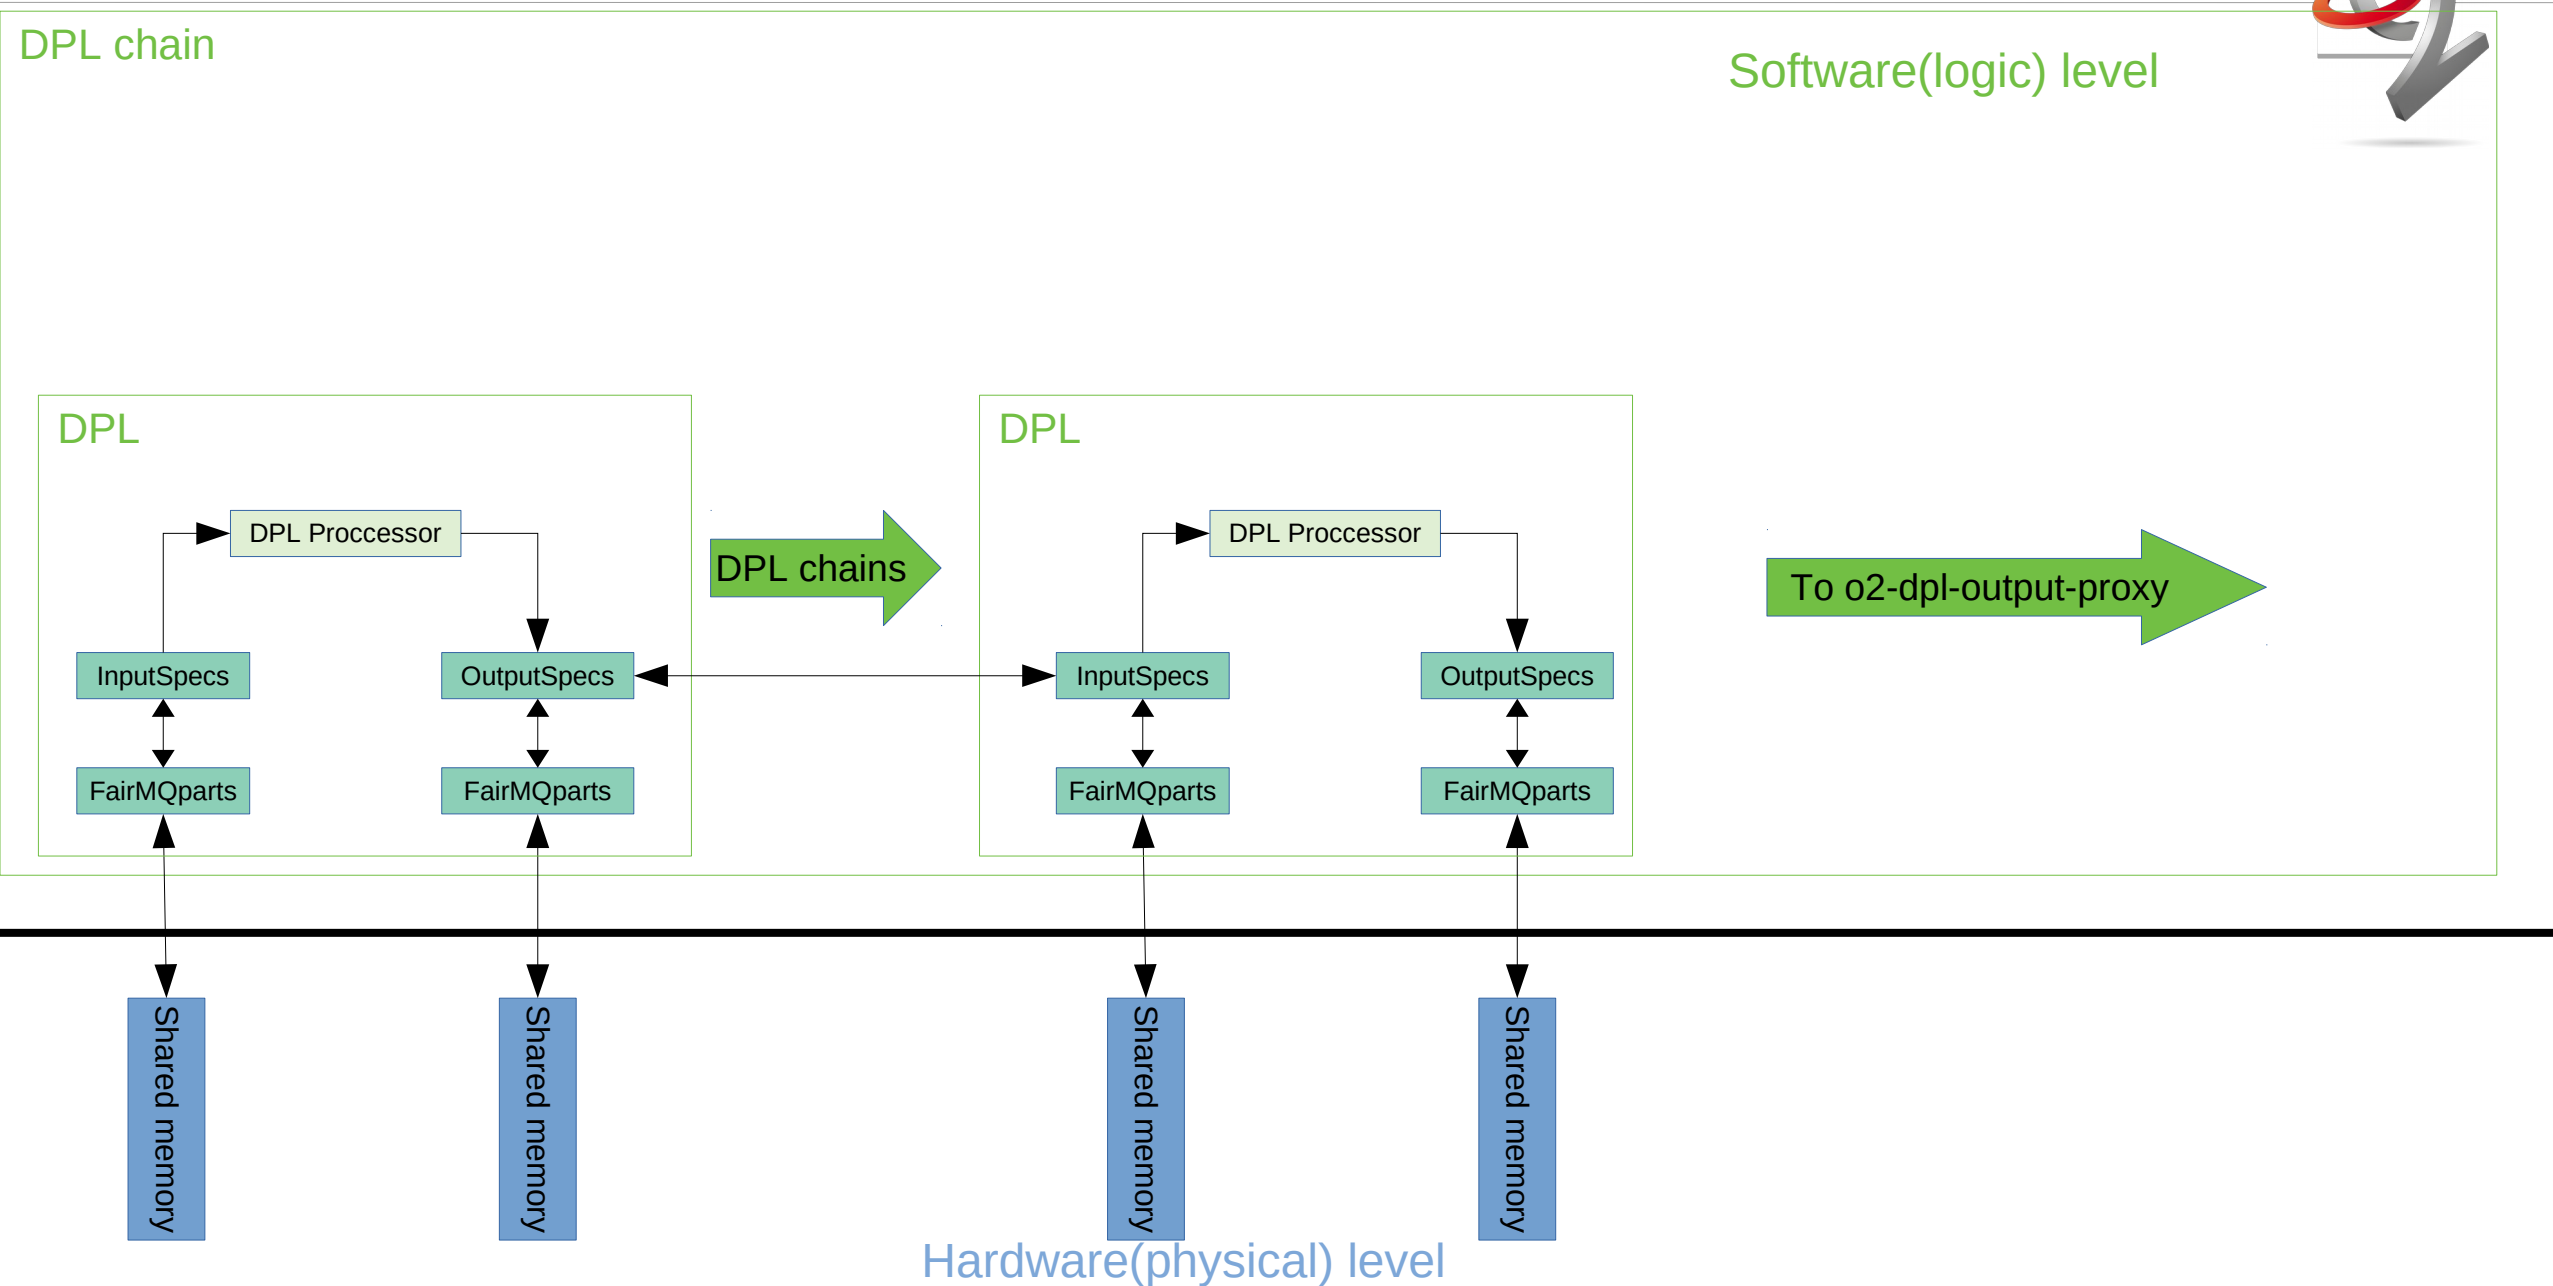 DPL chain
Software(logic) level
DPL
DPL
DPL Proccessor
DPL Proccessor
DPL chains
To o2-dpl-output-proxy
InputSpecs
OutputSpecs
InputSpecs
OutputSpecs
FairMQparts
FairMQparts
FairMQparts
FairMQparts
Shared memory
Shared memory
Shared memory
Shared memory
Hardware(physical) level